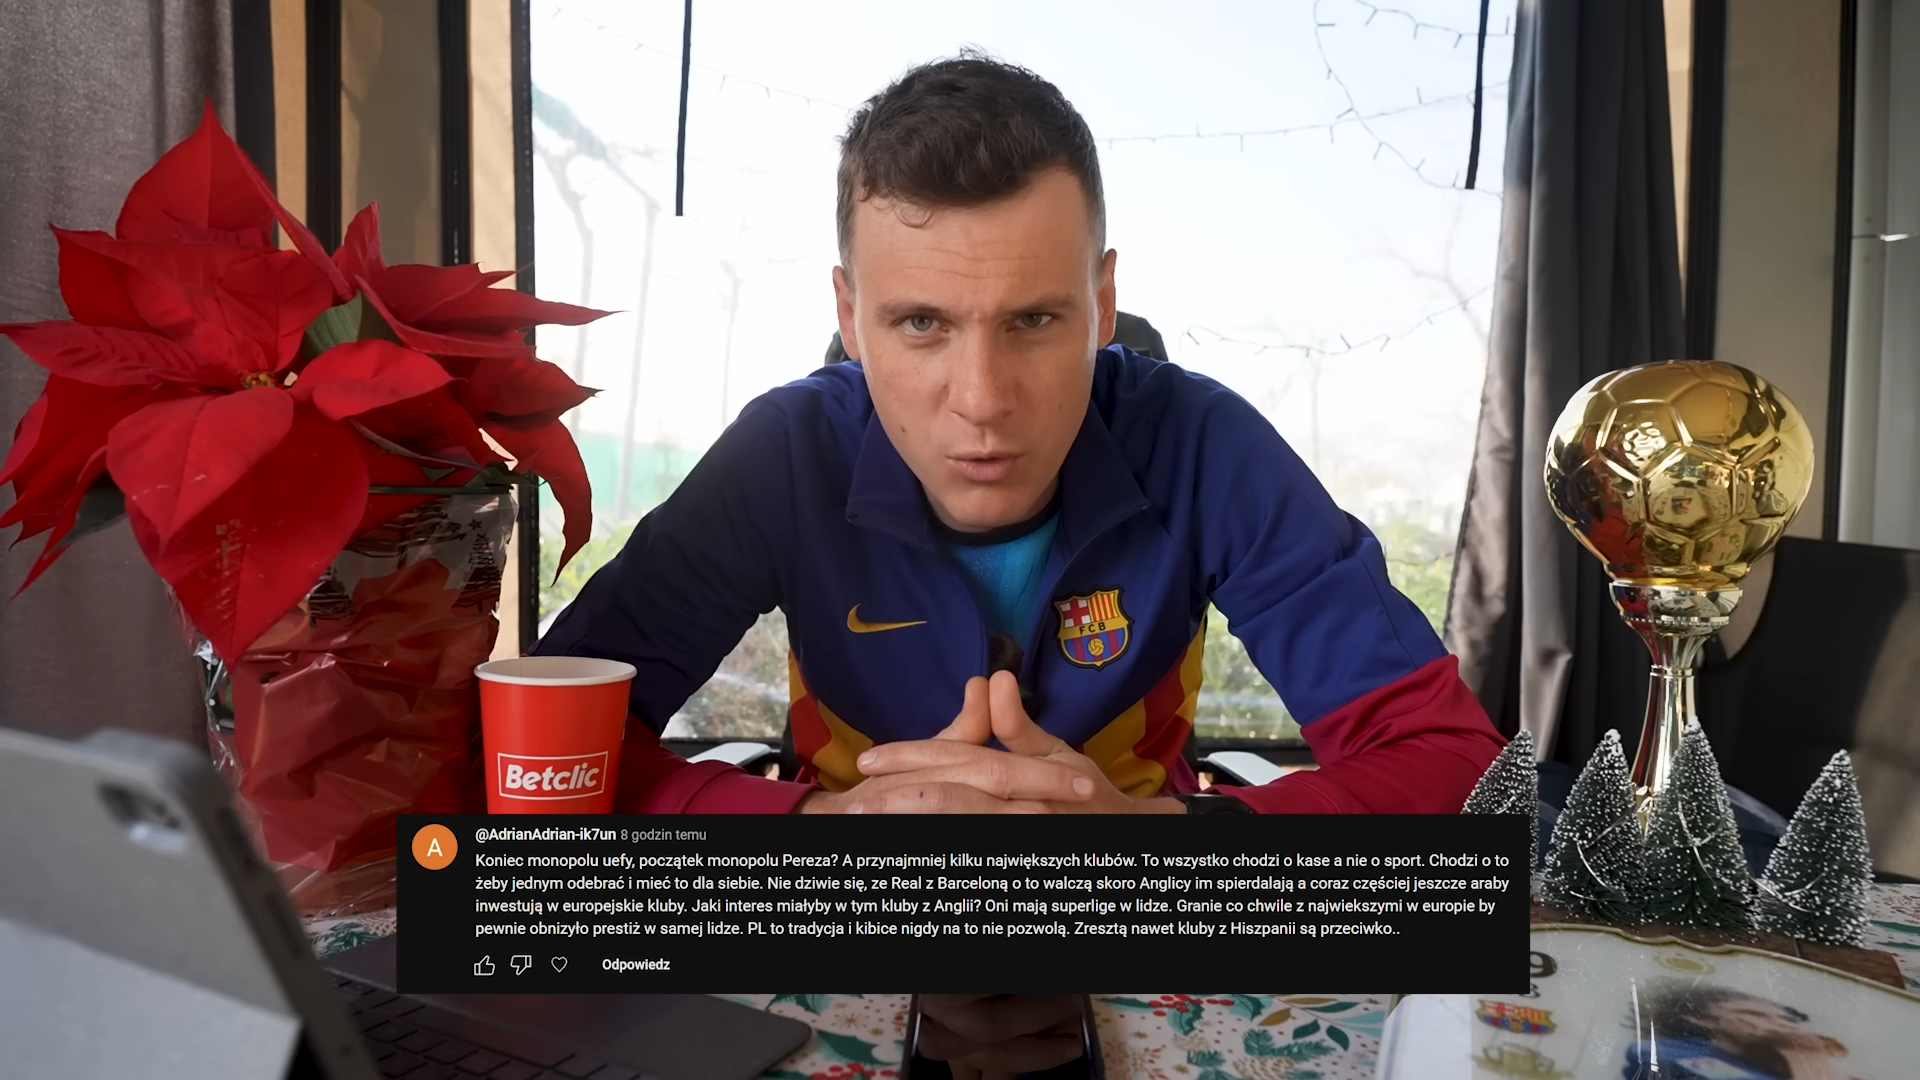 FCB
Betclic
A
@AdrianAdrian-ik7un 8 godzin temu
Koniec monopolu uefy, początek monopolu Pereza? A przynajmniej kilku największych klubów. To wszystko chodzi o kase a nie o sport. Chodzi o to
żeby jednym odebrać i mieć to dla siebie. Nie dziwie się, ze Real z Barceloną o to walczą skoro Anglicy im spierdalają a coraz częściej jeszcze araby
inwestują w europejskie kluby. Jaki interes miałyby w tym kluby z Anglii? Oni mają superlige w lidze. Granie co chwile z najwiekszymi w europie by
pewnie obnizyło prestiż w samej lidze. PL to tradycja i kibice nigdy na to nie pozwolą. Zresztą nawet kluby z Hiszpanii są przeciwko..
Odpowiedz
9